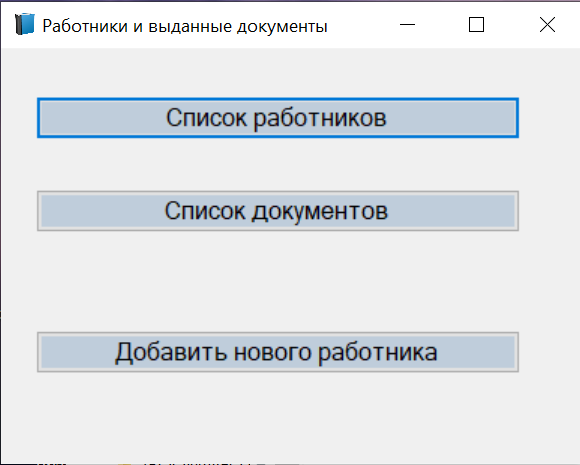 Работники и выданные документы
Список работников
Список документов
Добавить нового работника